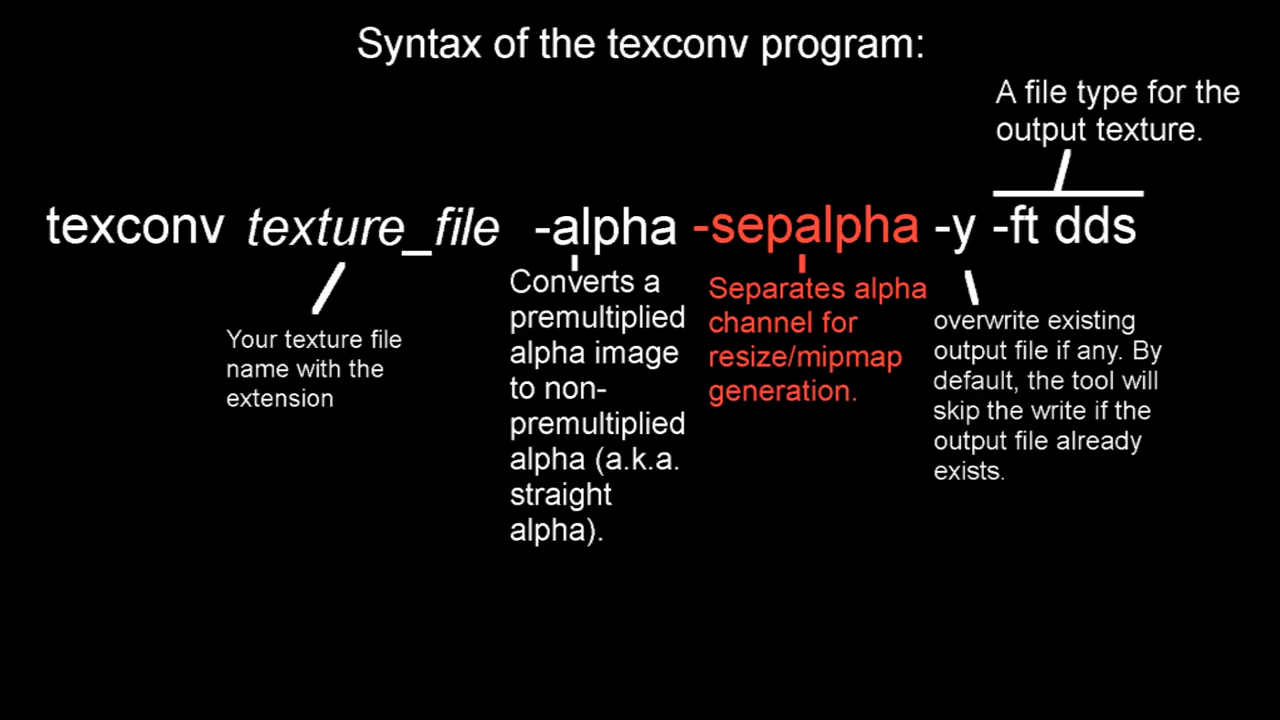 Syntax of the texconv program:
A file type for the
output texture.
texconv texture_file -alpha -sepalpha -y -ft dds
Your texture file
name with the
extension
Converts a
premultiplied
alpha image
to non-
premultiplied
alpha (a.k.a.
straight
alpha).
Separates alpha
channel for
resize/mipmap
generation.
overwrite existing
output file if any. By
default, the tool will
skip the write if the
output file already
exists.